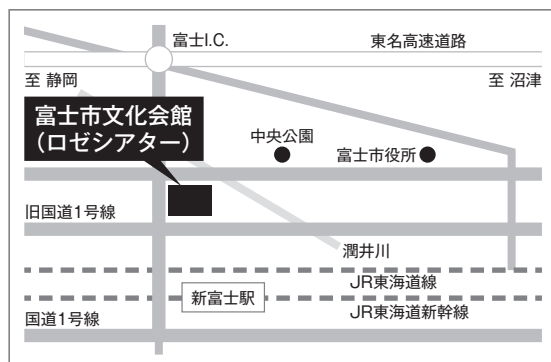 富士I.C.
東名高速道路
至 静岡
至 沼津
富士市文化会館
（ロゼシアター）
中央公園
富士市役所
旧国道1号線
潤井川
JR東海道線
新富士駅
JR東海道新幹線
国道1号線